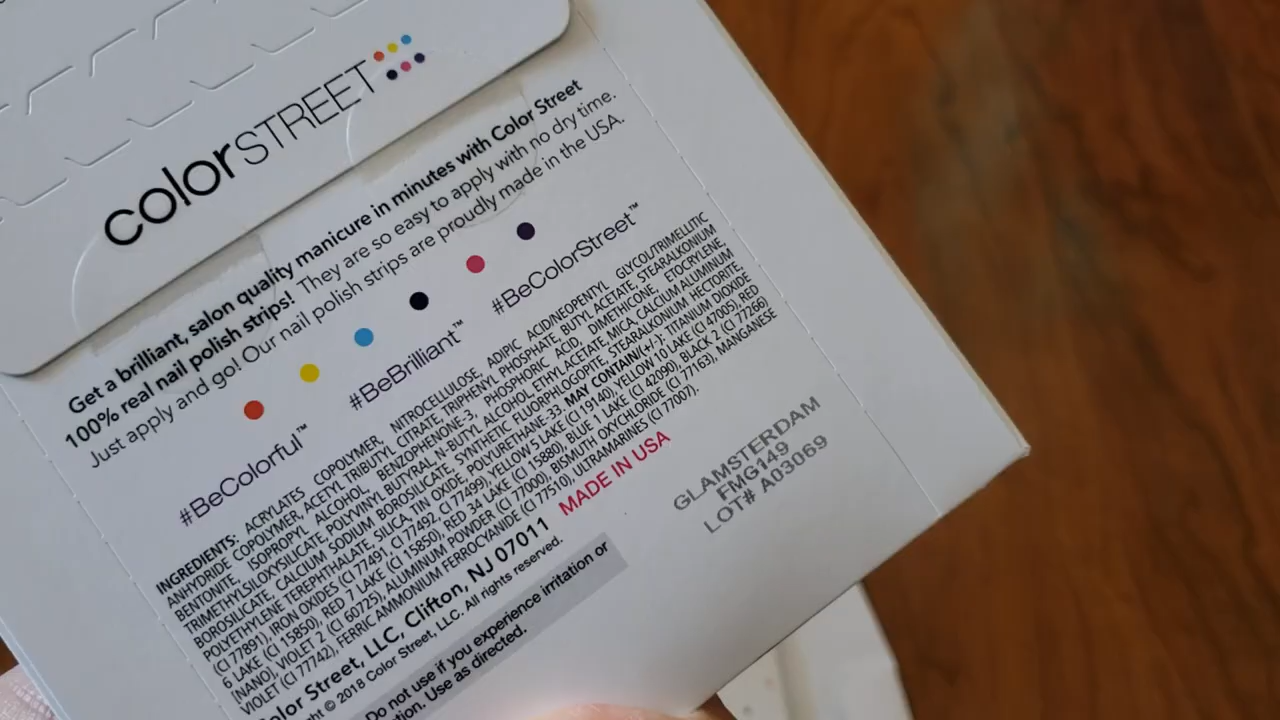 colorSTREET
Get a brilliant, salon quality manicure in minutes with Color Street
100% real nail polish strips! They are so easy to apply with no dry time.
Just apply and go! Our nail polish strips are proudly made in the USA.
#BeColorful™ #BeBrilliant™ #BeColorStreet™
INGREDIENTS: ACRYLATES COPOLYMER, NITROCELLULOSE, ADIPIC ACID/NEOPENTYL GLYCOL/TRIMELLITIC
ANHYDRIDE COPOLYMER, ACETYL TRIBUTYL CITRATE, TRIPHENYL PHOSPHATE, BUTYL ACETATE, STEARALKONIUM
BENTONITE, ISOPROPYL ALCOHOL, BENZOPHENONE-3, PHOSPHORIC ACID, DIMETHICONE, ETOCRYLENE,
TRIMETHYLSILOXYSILICATE, POLYVINYL BUTYRAL, N-BUTYL ALCOHOL, ETHYL ACETATE, MICA, CALCIUM ALUMINUM
BOROSILICATE, CALCIUM SODIUM BOROSILICATE, SYNTHETIC FLUORPHLOGOPITE, STEARALKONIUM HECTORITE,
POLYETHYLENE TEREPHTHALATE, SILICA, TIN OXIDE, POLYURETHANE-33. MAY CONTAIN(+/-): TITANIUM DIOXIDE
(CI 77891), IRON OXIDES (CI 77491, CI 77492, CI 77499), YELLOW 5 LAKE (CI 19140), YELLOW 10 LAKE (CI 47005), RED
6 LAKE (CI 15850), RED 7 LAKE (CI 15850), RED 34 LAKE (CI 15880), BLUE 1 LAKE (CI 42090), BLACK 2 (CI 77266)
(NANO), VIOLET 2 (CI 60725), ALUMINUM POWDER (CI 77000), BISMUTH OXYCHLORIDE (CI 77163), MANGANESE
VIOLET (CI 77742), FERRIC AMMONIUM FERROCYANIDE (CI 77510), ULTRAMARINES (CI 77007).
Color Street, LLC, Clifton, NJ 07011 MADE IN USA
© 2018 Color Street, LLC. All rights reserved.
Do not use if you experience irritation or
Use as directed.
GLAMSTERDAM
FMG149
LOT# A03069